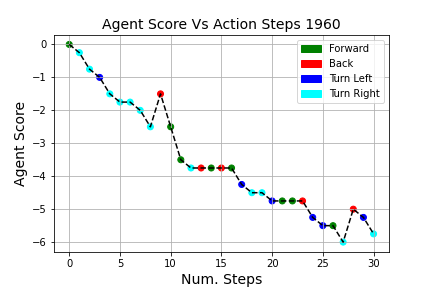 Agent Score Vs Action Steps 1960
Forward
Back
Turn Left
Turn Right
Agent Score
0
−1
−2
−3
−4
−5
−6
0 5 10 15 20 25 30
Num. Steps